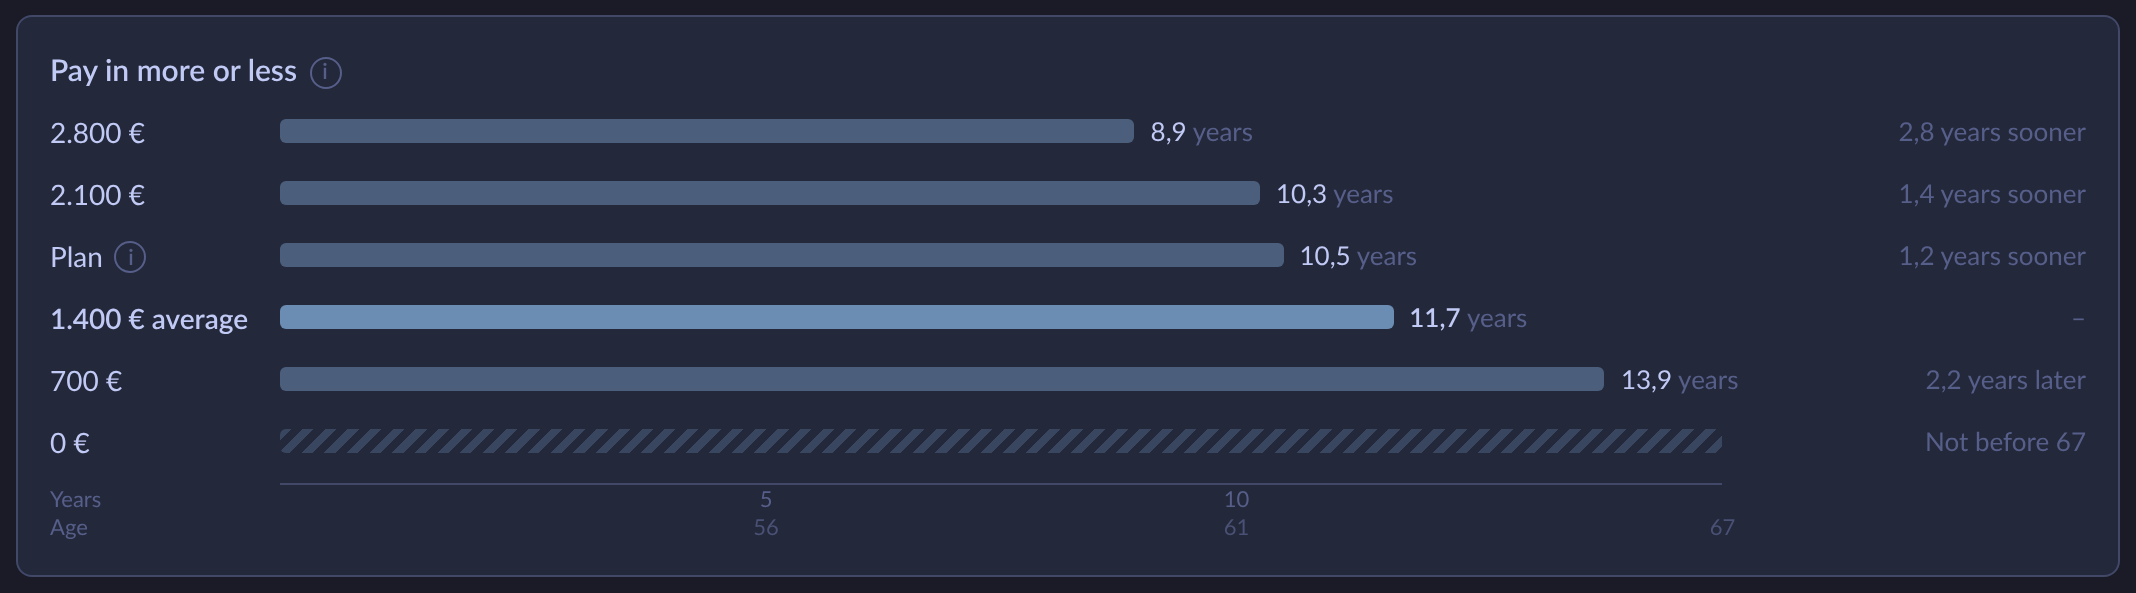 Pay in more or less
2.800 € 8,9 years 2,8 years sooner
2.100 € 10,3 years 1,4 years sooner
Plan 10,5 years 1,2 years sooner
1.400 € average 11,7 years –
700 € 13,9 years 2,2 years later
0 € Not before 67
Years 5 10
Age 56 61 67